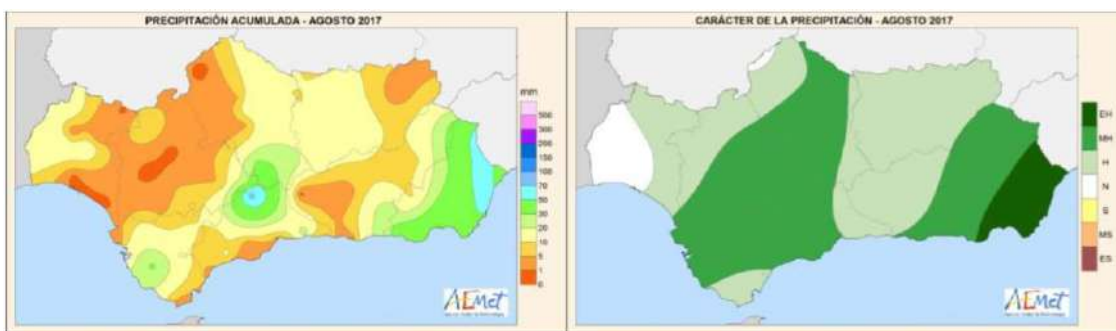 PRECIPITACIÓN ACUMULADA - AGOSTO 2017
mm
500
300
200
150
100
70
50
30
20
10
5
1
0
AEMet
CARÁCTER DE LA PRECIPITACIÓN - AGOSTO 2017
EH
MH
H
N
S
MS
ES
AEMet